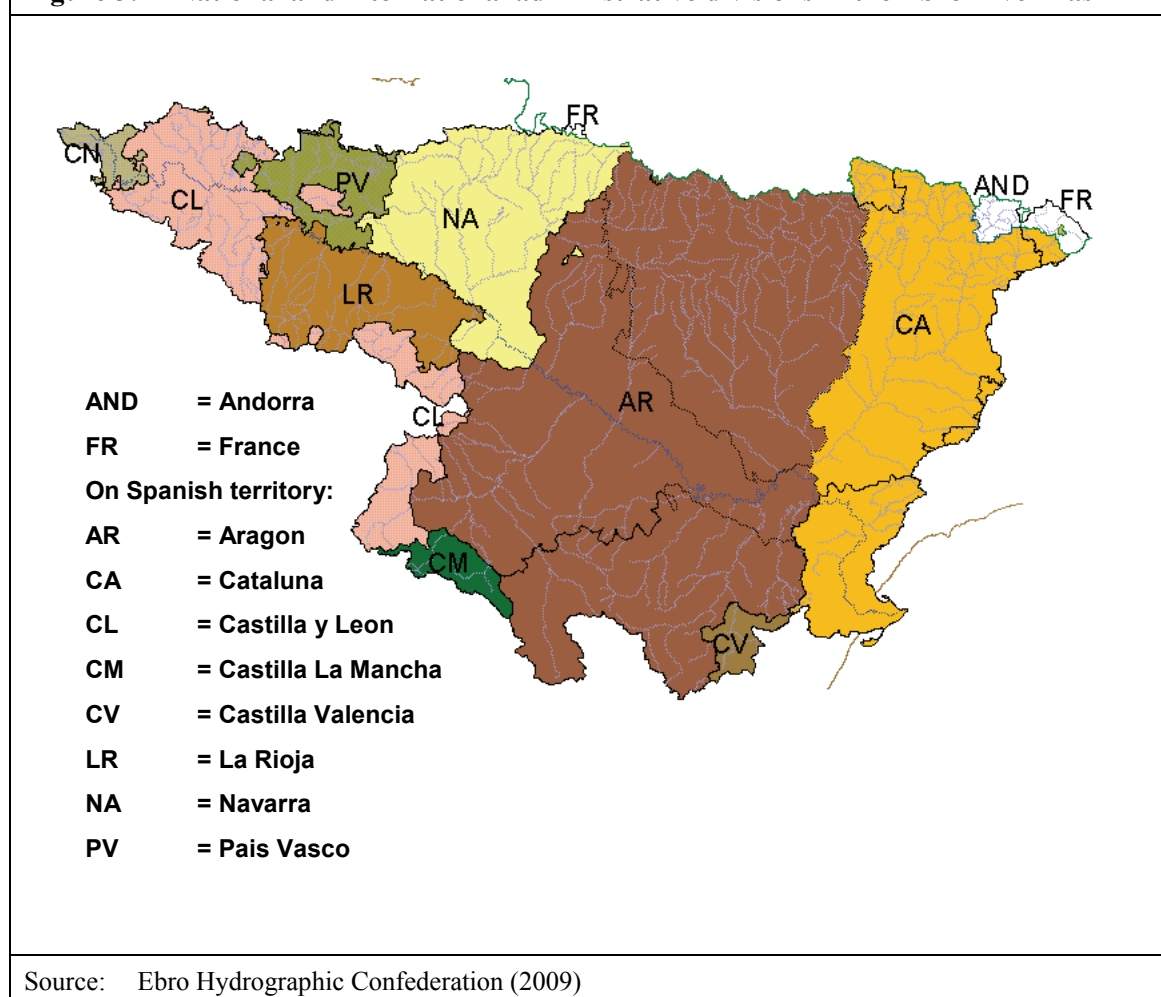 FR
CN
PV
AND
FR
CL
NA
LR
CA
AR
CL
CM
CV
AND = Andorra
FR = France
On Spanish territory:
AR = Aragon
CA = Cataluna
CL = Castilla y Leon
CM = Castilla La Mancha
CV = Castilla Valencia
LR = La Rioja
NA = Navarra
PV = Pais Vasco
Source: Ebro Hydrographic Confederation (2009)